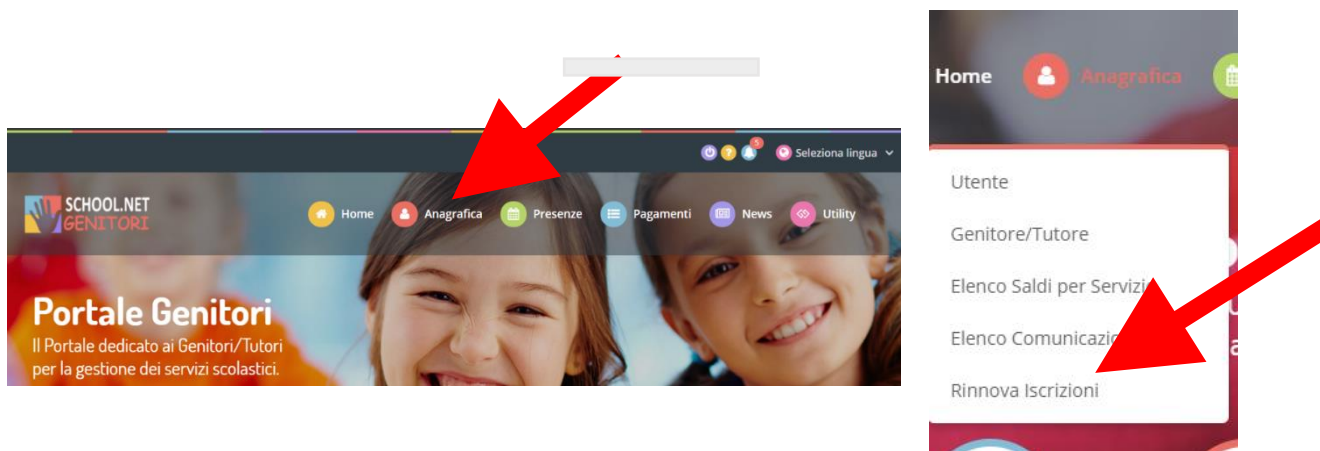 5
Seleziona lingua
SCHOOL.NET
GENITORI
Home Anagrafica Presenze Pagamenti News Utility
Portale Genitori
Il Portale dedicato ai Genitori/Tutori
per la gestione dei servizi scolastici.
Home Anagrafica
Utente
Genitore/Tutore
Elenco Saldi per Servizi
Elenco
Rinnova Iscrizioni